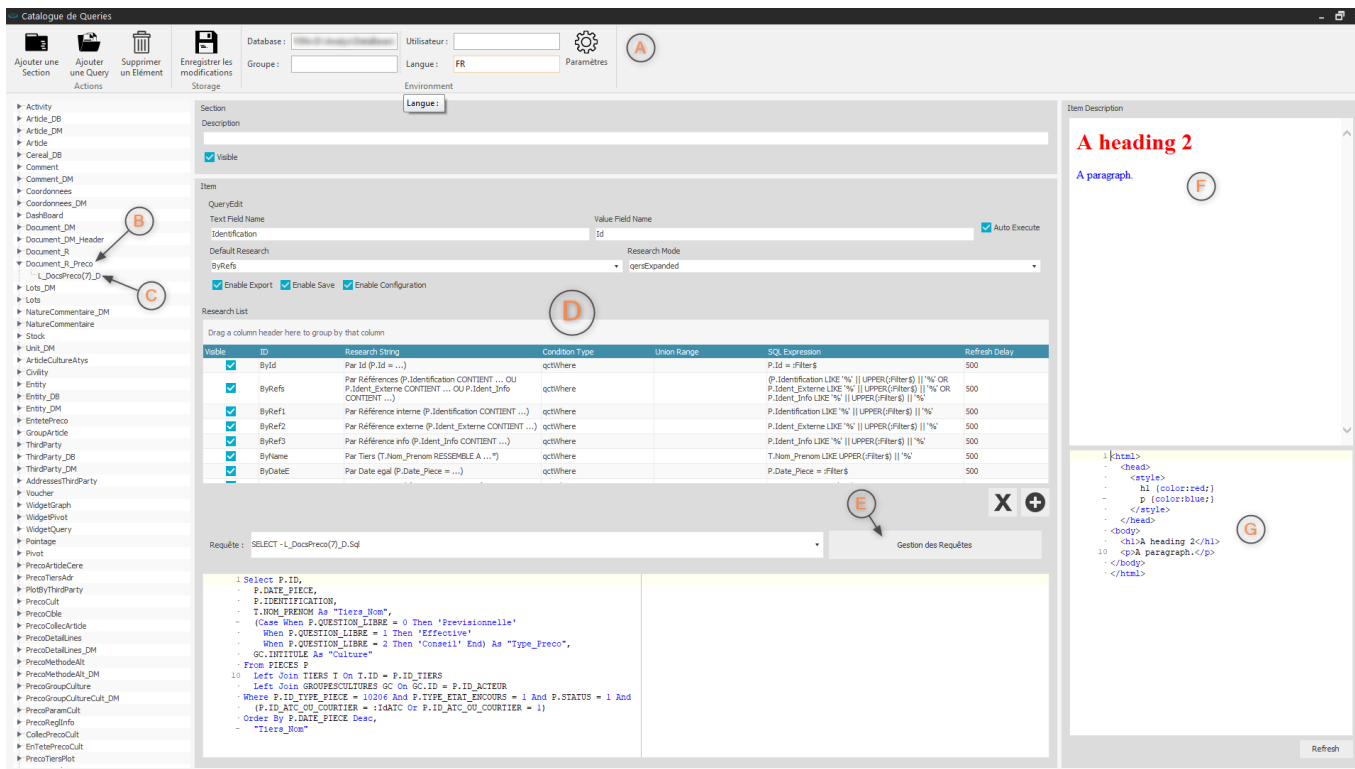 Catalogue de Queries
Ajouter une Section
Ajouter une Query
Supprimer un Elément
Actions
Enregistrer les modifications
Storage
Database :
Utilisateur :
Groupe :
Langue : FR
Paramètres
Environment
A
Langue :
Activity
Article_DB
Article_DM
Article
Cereal_DB
Comment
Comment_DM
Coordonnees
Coordonnees_DM
DashBoard
Document_DM
Document_DM_Header
Document_R
Document_R_Preco
L_DocsPreco(7)_D
Lots_DM
Lots
NatureCommentaire_DM
NatureCommentaire
Stock
Unit_DM
ArticleCultureAtys
Civility
Entity
Entity_DB
Entity_DM
EntetePreco
GroupArticle
ThirdParty
ThirdParty_DB
ThirdParty_DM
AddressesThirdParty
Voucher
WidgetGraph
WidgetPivot
WidgetQuery
Pointage
Pivot
PrecoArticleCere
PrecoTiersAdr
PlotByThirdParty
PrecoCult
PrecoCible
PrecoCollecArticle
PrecoDetailLines
PrecoDetailLines_DM
PrecoMethodeAlt
PrecoMethodeAlt_DM
PrecoGroupCulture
PrecoGroupCultureCult_DM
PrecoParamCult
PrecoReglInfo
CollecPrecoCult
EnTetePrecoCult
PrecoTiersPlot
B
C
Section
Description
Visible
Item
QueryEdit
Text Field Name
Value Field Name
Identification
Id
Auto Execute
Default Research
Research Mode
ByRefs
qersExpanded
Enable Export
Enable Save
Enable Configuration
D
Research List
Drag a column header here to group by that column
Visible ID Research String Condition Type Union Range SQL Expression Refresh Delay
ById Par Id (P.Id = ...) qctWhere P.Id = :Filter$ 500
ByRefs Par Références (P.Identification CONTIENT ... OU P.Ident_Externe CONTIENT ... OU P.Ident_Info CONTIENT ...) qctWhere (P.Identification LIKE '%' || UPPER(:Filter$) || '%' OR P.Ident_Externe LIKE '%' || UPPER(:Filter$) || '%' OR P.Ident_Info LIKE '%' || UPPER(:Filter$) || '%' 500
ByRef1 Par Référence interne (P.Identification CONTIENT ...) qctWhere P.Identification LIKE '%' || UPPER(:Filter$) || '%' 500
ByRef2 Par Référence externe (P.Ident_Externe CONTIENT ...) qctWhere P.Ident_Externe LIKE '%' || UPPER(:Filter$) || '%' 500
ByRef3 Par Référence info (P.Ident_Info CONTIENT ...) qctWhere P.Ident_Info LIKE '%' || UPPER(:Filter$) || '%' 500
ByName Par Tiers (T.Nom_Prenom RESSEMBLE A ...*) qctWhere T.Nom_Prenom LIKE UPPER(:Filter$) || '%' 500
ByDateE Par Date egal (P.Date_Piece = ...) qctWhere P.Date_Piece = :Filter$ 500
E
Requête : SELECT - L_DocsPreco(7)_D.Sql
Gestion des Requêtes
1 Select P.ID,
P.DATE_PIECE,
P.IDENTIFICATION,
T.NOM_PRENOM As "Tiers_Nom",
(Case When P.QUESTION_LIBRE = 0 Then 'Previsionnelle'
When P.QUESTION_LIBRE = 1 Then 'Effective'
When P.QUESTION_LIBRE = 2 Then 'Conseil' End) As "Type_Preco",
GC.INTITULE As "Culture"
From PIECES P
10 Left Join TIERS T On T.ID = P.ID_TIERS
Left Join GROUPESCULTURES GC On GC.ID = P.ID_ACTEUR
Where P.ID_TYPE_PIECE = 10206 And P.TYPE_ETAT_ENCOURS = 1 And P.STATUS = 1 And
(P.ID_ATC_OU_COURTIER = :IdATC Or P.ID_ATC_OU_COURTIER = 1)
Order By P.DATE_PIECE Desc,
"Tiers_Nom"
Item Description
A heading 2
A paragraph.
F
1 <html>
<head>
<style>
h1 {color:red;}
p {color:blue;}
</style>
</head>
<body>
<h1>A heading 2</h1>
10 <p>A paragraph.</p>
</body>
</html>
G
Refresh